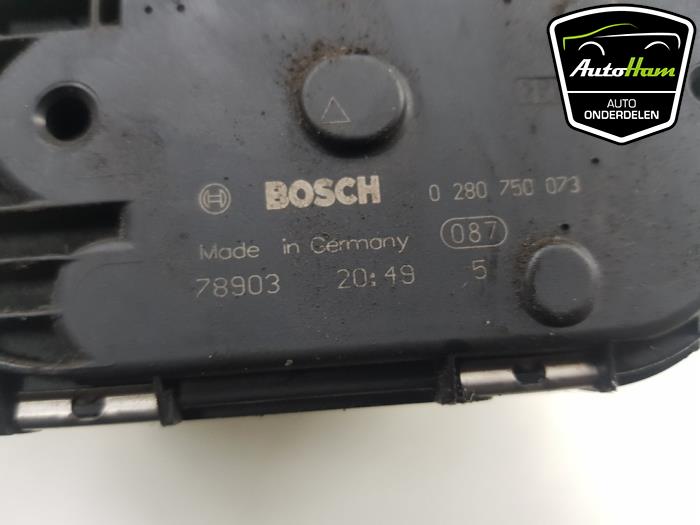 AutoHam
AUTO
ONDERDELEN
BOSCH 0 280 750 073
Made in Germany 087
78903 20:49 5